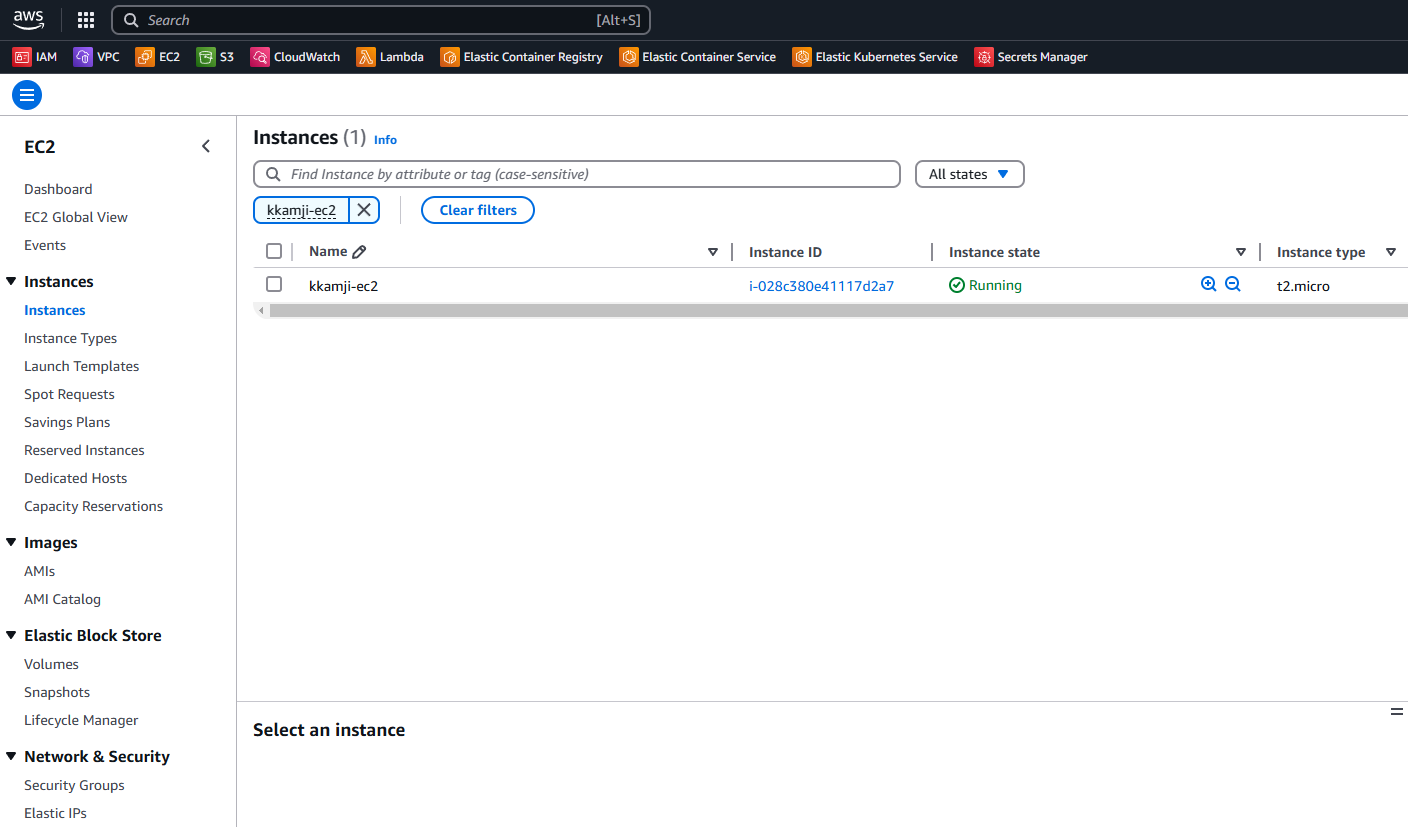 aws
Search [Alt+S]
IAM VPC EC2 S3 CloudWatch Lambda Elastic Container Registry Elastic Container Service Elastic Kubernetes Service Secrets Manager
EC2
Dashboard
EC2 Global View
Events
Instances
Instances
Instance Types
Launch Templates
Spot Requests
Savings Plans
Reserved Instances
Dedicated Hosts
Capacity Reservations
Images
AMIs
AMI Catalog
Elastic Block Store
Volumes
Snapshots
Lifecycle Manager
Network & Security
Security Groups
Elastic IPs
Instances (1) Info
Find Instance by attribute or tag (case-sensitive) All states
kkamji-ec2 Clear filters
Name Instance ID Instance state Instance type
kkamji-ec2 i-028c380e41117d2a7 Running t2.micro
Select an instance